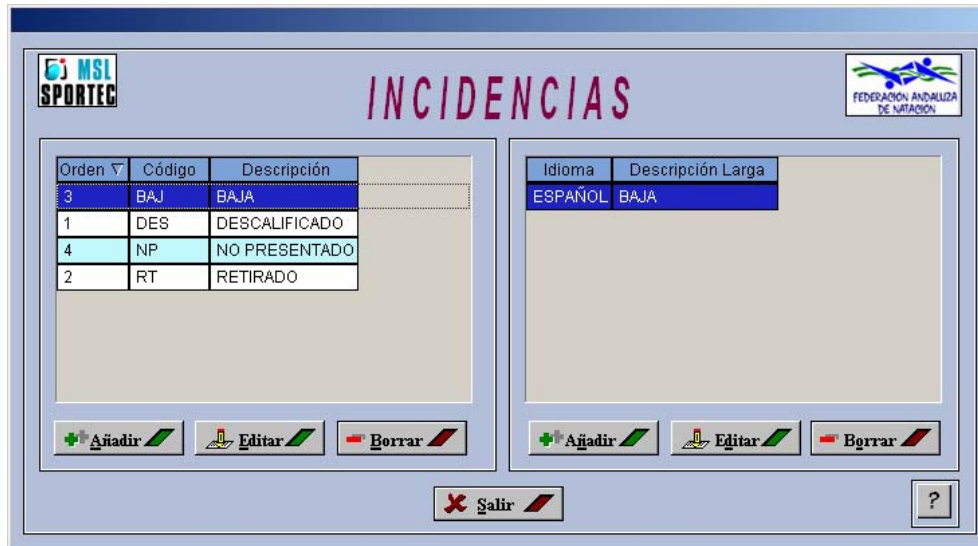 MSL
SPORTEC
INCIDENCIAS
FEDERACIÓN ANDALUZA
DE NATACIÓN
Orden Código Descripción
3 BAJ BAJA
1 DES DESCALIFICADO
4 NP NO PRESENTADO
2 RT RETIRADO
Idioma Descripción Larga
ESPAÑOL BAJA
Añadir Editar Borrar
Añadir Editar Borrar
Salir
?